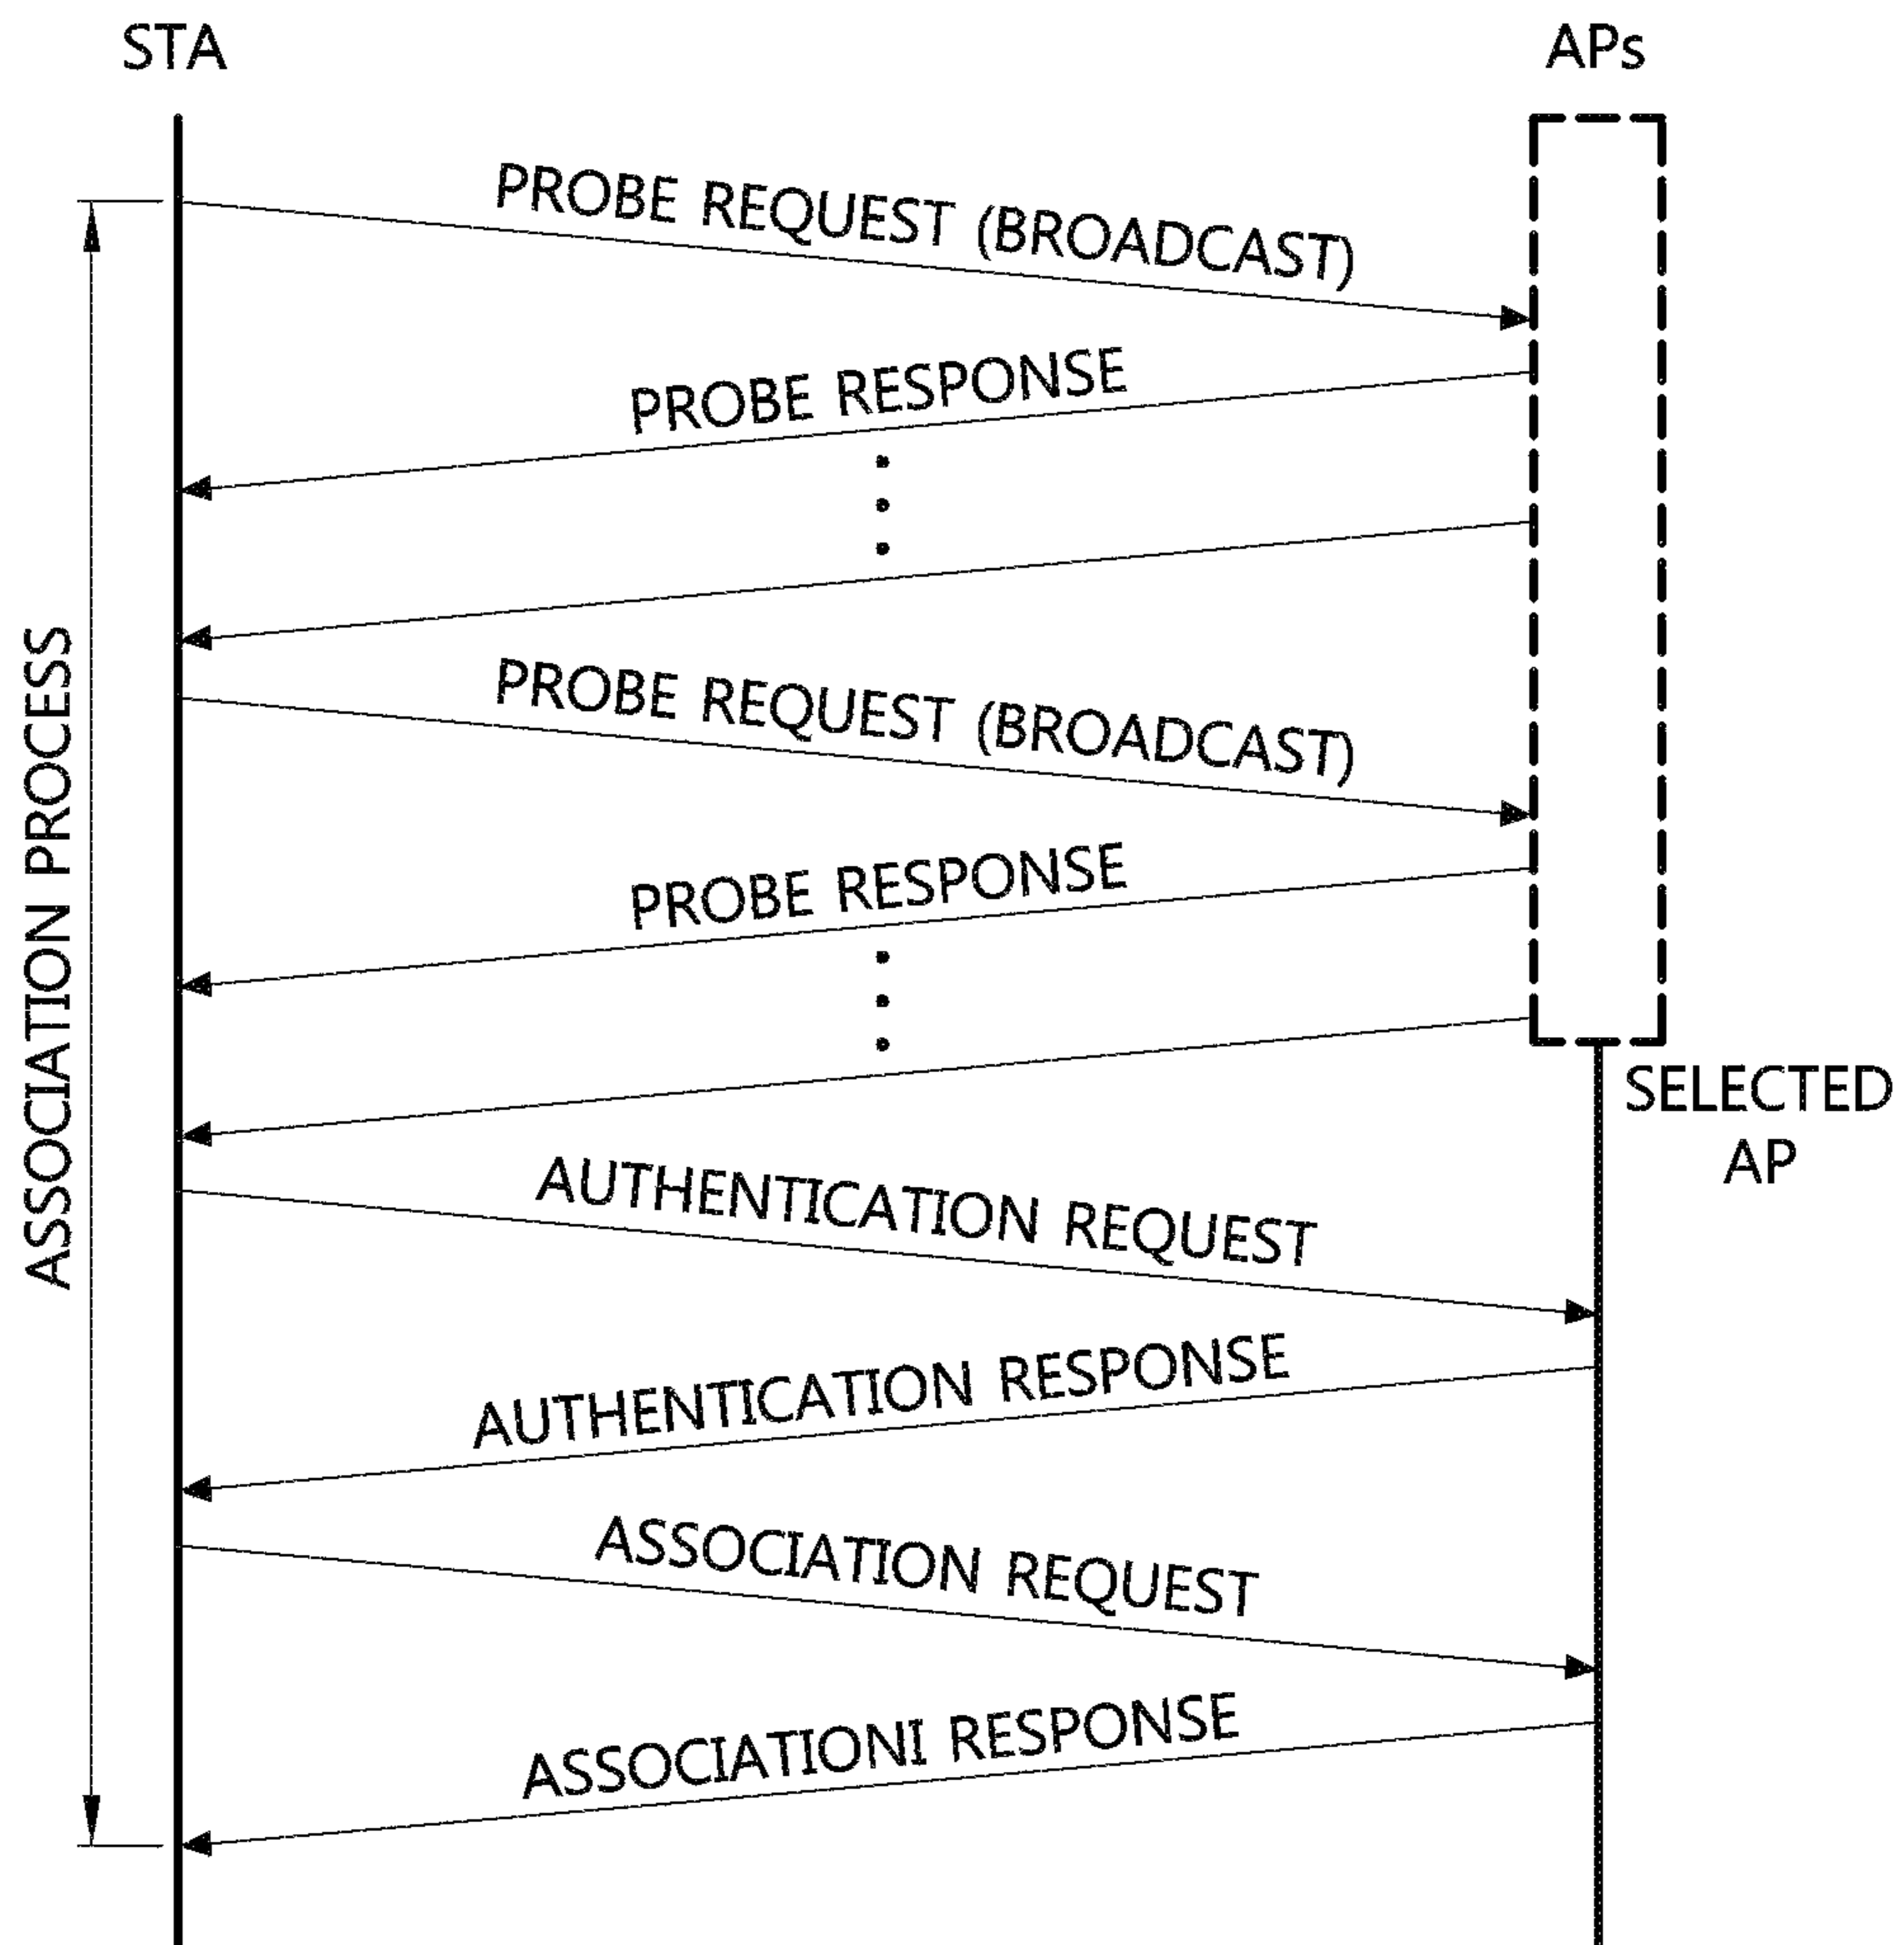 STA
APs
PROBE REQUEST (BROADCAST)
PROBE RESPONSE
PROBE REQUEST (BROADCAST)
PROBE RESPONSE
ASSOCIATION PROCESS
SELECTED
AP
AUTHENTICATION REQUEST
AUTHENTICATION RESPONSE
ASSOCIATION REQUEST
ASSOCIATIONI RESPONSE